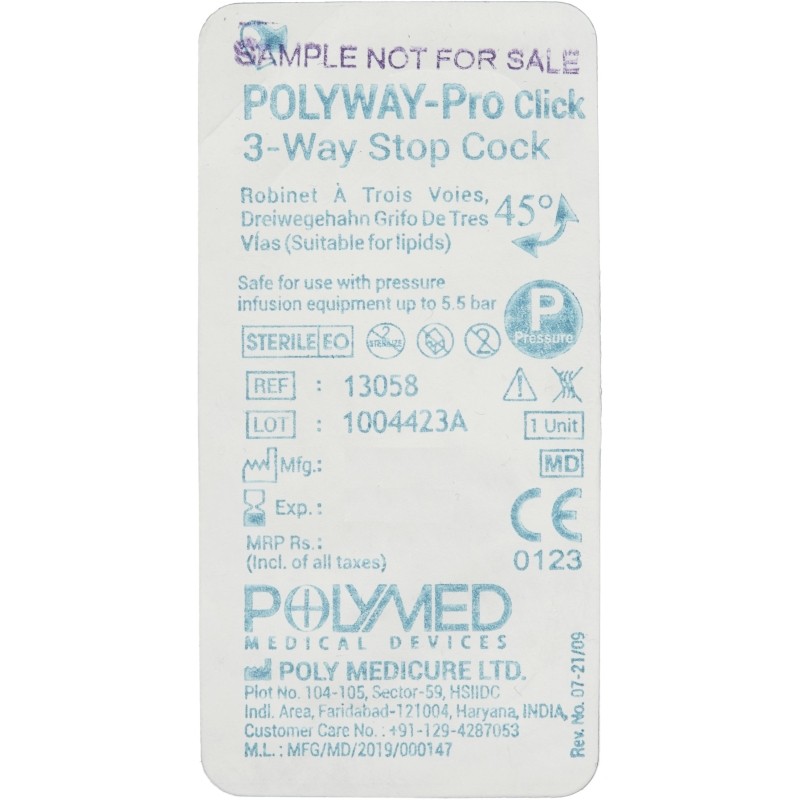 SAMPLE NOT FOR SALE
POLYWAY-Pro Click
3-Way Stop Cock
Robinet À Trois Voies,
Dreiwegehahn Grifo De Tres
Vías (Suitable for lipids)
45°
Safe for use with pressure
infusion equipment up to 5.5 bar
P
Pressure
STERILE EO
STERILIZE
2
REF : 13058
LOT : 1004423A
1 Unit
Mfg.:
MD
Exp.:
MRP Rs.:
(Incl. of all taxes)
CE
0123
POLYMED
MEDICAL DEVICES
POLY MEDICURE LTD.
Plot No. 104-105, Sector-59, HSIIDC
Indl. Area, Faridabad-121004, Haryana, INDIA,
Customer Care No.: +91-129-4287053
M.L.: MFG/MD/2019/000147
Rev. No. 07-21/09